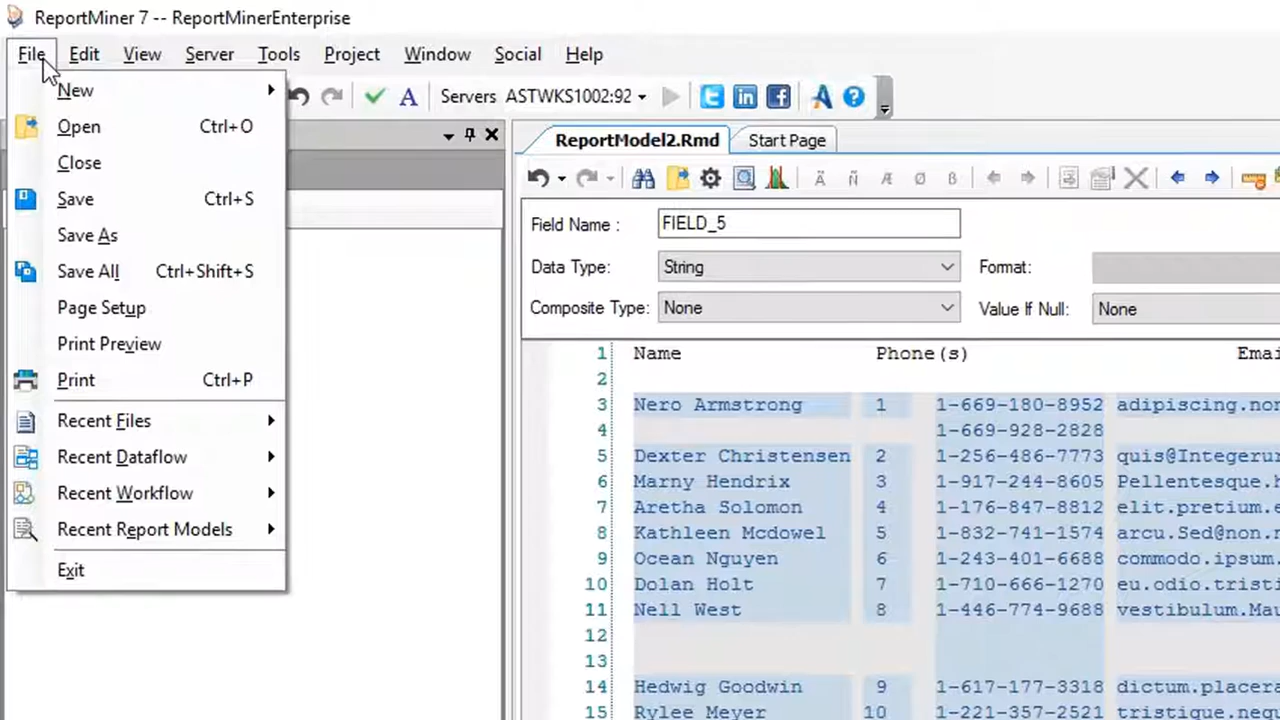 ReportMiner 7 -- ReportMinerEnterprise
File Edit View Server Tools Project Window Social Help
Servers ASTWKS1002:92
New
Open Ctrl+O
Close
Save Ctrl+S
Save As
Save All Ctrl+Shift+S
Page Setup
Print Preview
Print Ctrl+P
Recent Files
Recent Dataflow
Recent Workflow
Recent Report Models
Exit
ReportModel2.Rmd Start Page
Field Name : FIELD_5
Data Type: String Format:
Composite Type: None Value If Null: None
1 Name Phone(s)
2
3 Nero Armstrong 1 1-669-180-8952
4 1-669-928-2828
5 Dexter Christensen 2 1-256-486-7773
6 Marny Hendrix 3 1-917-244-8605
7 Aretha Solomon 4 1-176-847-8812
8 Kathleen Mcdowel 5 1-832-741-1574
9 Ocean Nguyen 6 1-243-401-6688
10 Dolan Holt 7 1-710-666-1270
11 Nell West 8 1-446-774-9688
12
13
14 Hedwig Goodwin 9 1-617-177-3318
15 Rylee Meyer 10 1-221-357-2521